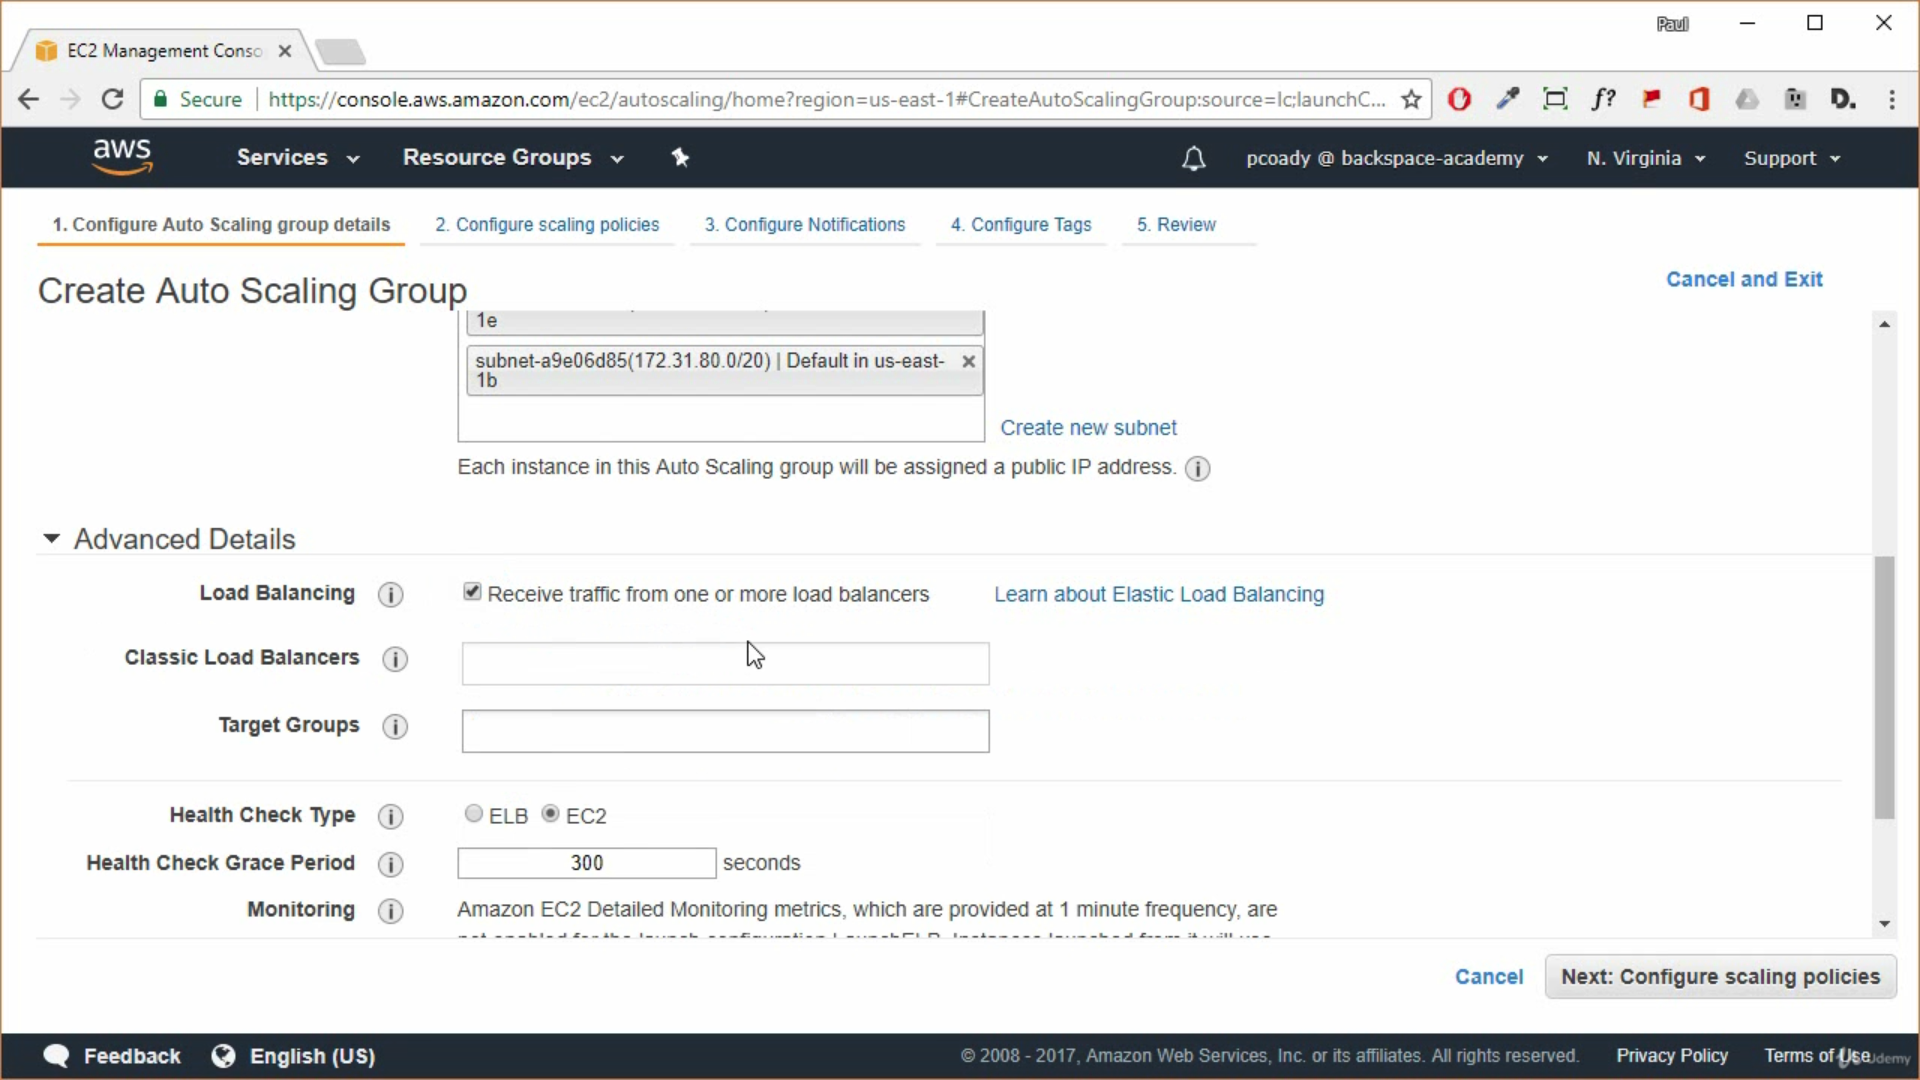 Paul
EC2 Management Conso
Secure
https://console.aws.amazon.com/ec2/autoscaling/home?region=us-east-1#CreateAutoScalingGroup:source=lc;launchC...
f?
D.
aws
Services
Resource Groups
pcoady @ backspace-academy
N. Virginia
Support
1. Configure Auto Scaling group details
2. Configure scaling policies
3. Configure Notifications
4. Configure Tags
5. Review
Create Auto Scaling Group
Cancel and Exit
1e
subnet-a9e06d85(172.31.80.0/20) | Default in us-east-
1b
Create new subnet
Each instance in this Auto Scaling group will be assigned a public IP address.
Advanced Details
Load Balancing
Receive traffic from one or more load balancers
Learn about Elastic Load Balancing
Classic Load Balancers
Target Groups
Health Check Type
ELB
EC2
Health Check Grace Period
300
seconds
Monitoring
Amazon EC2 Detailed Monitoring metrics, which are provided at 1 minute frequency, are
Cancel
Next: Configure scaling policies
Feedback
English (US)
© 2008 - 2017, Amazon Web Services, Inc. or its affiliates. All rights reserved.
Privacy Policy
Terms of Use
Udemy